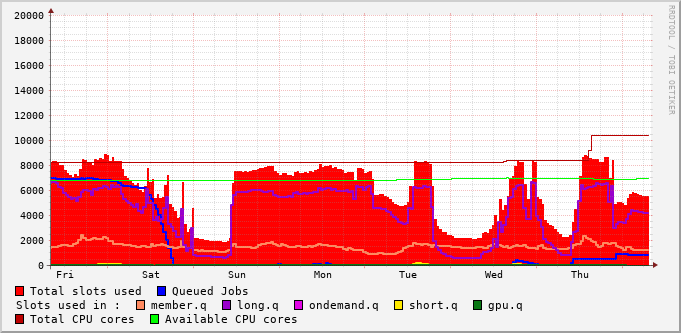 20000
18000
16000
14000
12000
10000
8000
6000
4000
2000
0
Fri Sat Sun Mon Tue Wed Thu
Total slots used Queued Jobs
Slots used in : member.q long.q ondemand.q short.q gpu.q
Total CPU cores Available CPU cores
RRDTOOL / TOBI OETIKER